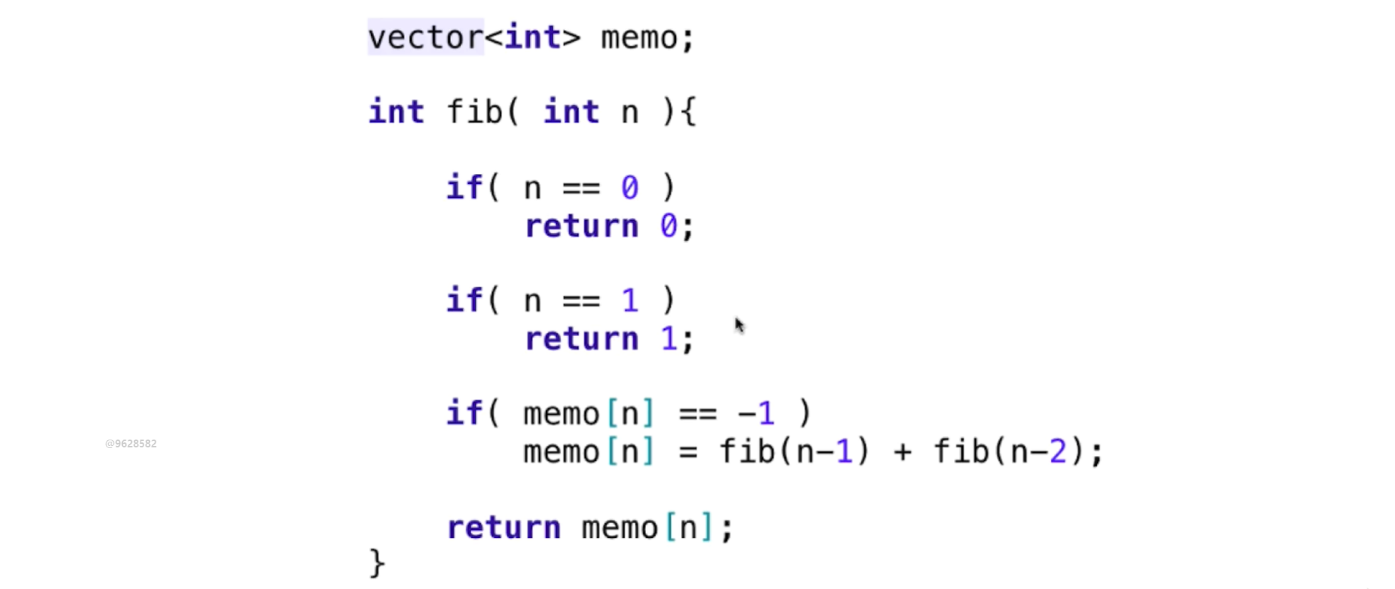 vector<int> memo;
int fib( int n ){
if( n == 0 )
return 0;
if( n == 1 )
return 1;
if( memo[n] == -1 )
memo[n] = fib(n-1) + fib(n-2);
return memo[n];
}
@9628582